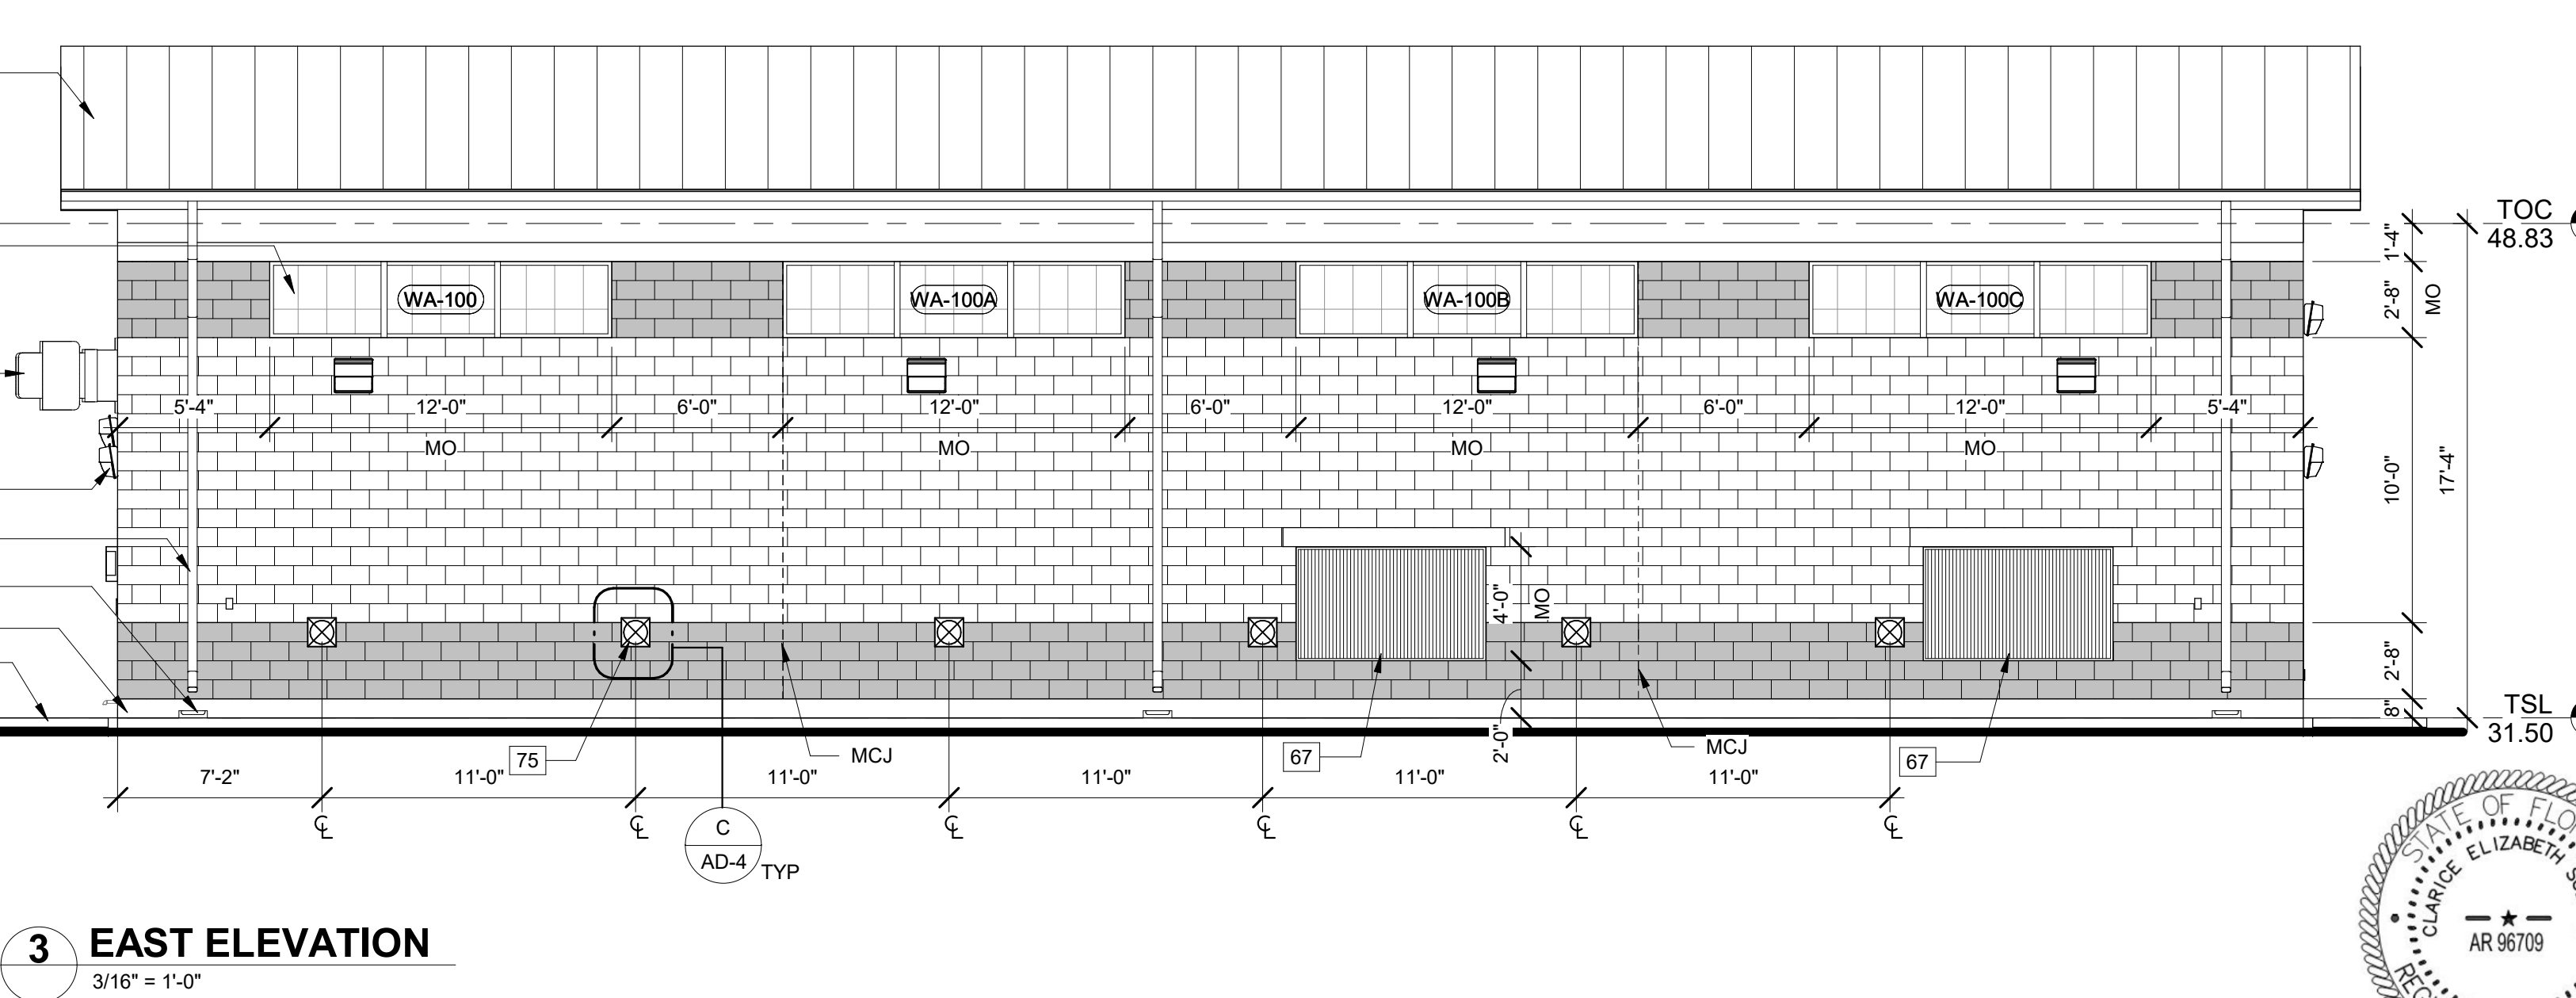 TOC
48.83
1'-4"
WA-100
WA-100A
WA-100B
WA-100C
2'-8"
MO
5'-4"
12'-0"
6'-0"
12'-0"
6'-0"
12'-0"
6'-0"
12'-0"
5'-4"
MO
MO
MO
MO
10'-0"
17'-4"
4'-0"
MO
2'-8"
8"
TSL
31.50
2'-0"
75
MCJ
67
MCJ
67
7'-2"
11'-0"
11'-0"
11'-0"
11'-0"
11'-0"
℄
℄
℄
℄
℄
℄
C
AD-4
TYP
3
EAST ELEVATION
3/16" = 1'-0"
STATE OF
CLARICE ELIZABETH
AR 96709